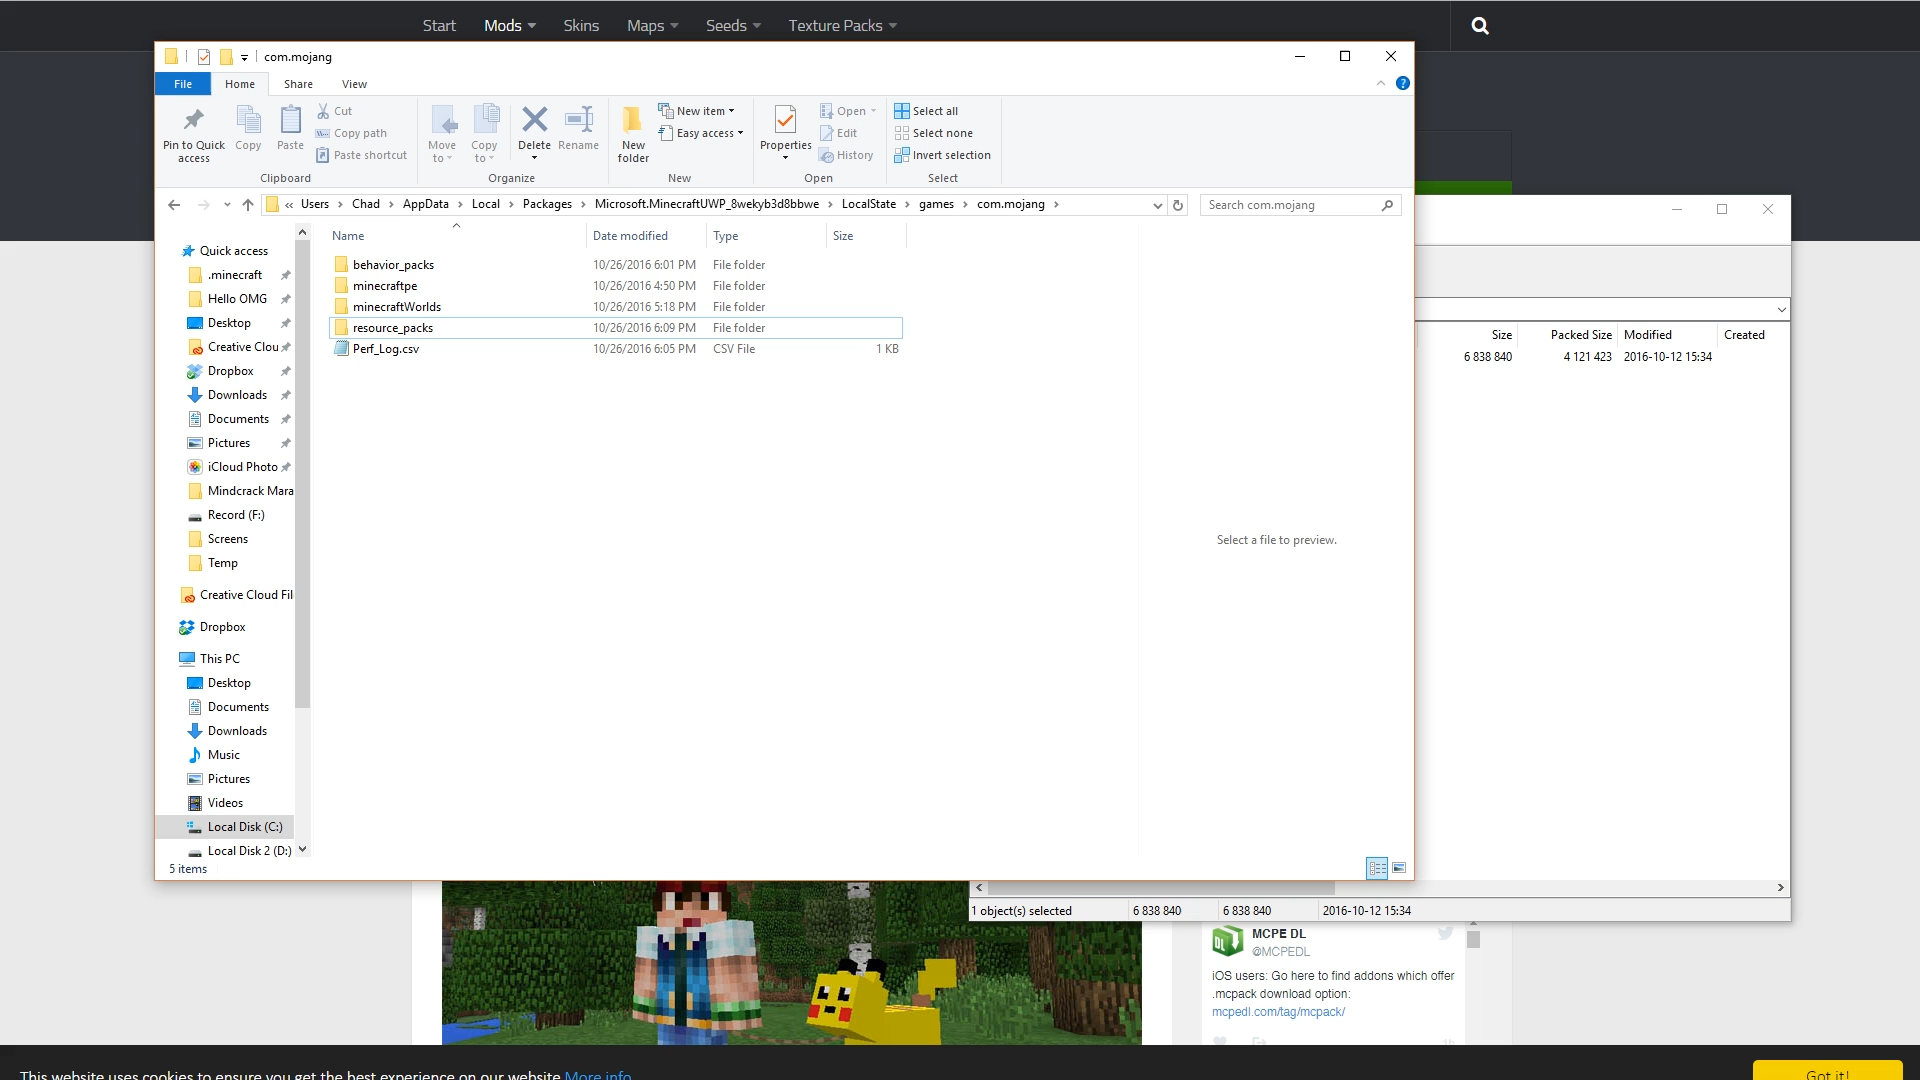 Start
Mods
Skins
Maps
Seeds
Texture Packs
com.mojang
File
Home
Share
View
Pin to Quick access
Copy
Paste
Cut
Copy path
Paste shortcut
Clipboard
Move to
Copy to
Delete
Rename
Organize
New folder
New item
Easy access
New
Properties
Open
Edit
History
Open
Select all
Select none
Invert selection
Select
« Users > Chad > AppData > Local > Packages > Microsoft.MinecraftUWP_8wekyb3d8bbwe > LocalState > games > com.mojang >
Search com.mojang
Quick access
.minecraft
Hello OMG
Desktop
Creative Clou
Dropbox
Downloads
Documents
Pictures
iCloud Photo
Mindcrack Mara
Record (F:)
Screens
Temp
Creative Cloud Fil
Dropbox
This PC
Desktop
Documents
Downloads
Music
Pictures
Videos
Local Disk (C:)
Local Disk 2 (D:)
Name Date modified Type Size
behavior_packs 10/26/2016 6:01 PM File folder
minecraftpe 10/26/2016 4:50 PM File folder
minecraftWorlds 10/26/2016 5:18 PM File folder
resource_packs 10/26/2016 6:09 PM File folder
Perf_Log.csv 10/26/2016 6:05 PM CSV File 1 KB
Select a file to preview.
5 items
Size Packed Size Modified Created
6 838 840 4 121 423 2016-10-12 15:34
1 object(s) selected 6 838 840 6 838 840 2016-10-12 15:34
DL
MCPE DL
@MCPEDL
iOS users: Go here to find addons which offer
.mcpack download option:
mcpedl.com/tag/mcpack/
This website uses cookies to ensure you get the best experience on our website More info
Got it!